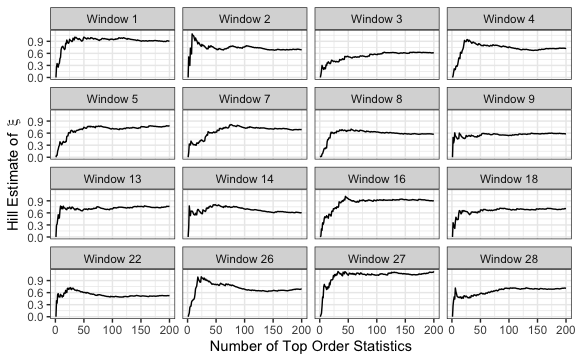 Window 1 Window 2 Window 3 Window 4
0.9
0.6
0.3
0.0
Window 5 Window 7 Window 8 Window 9
0.9
0.6
0.3
0.0
Window 13 Window 14 Window 16 Window 18
0.9
0.6
0.3
0.0
Window 22 Window 26 Window 27 Window 28
0.9
0.6
0.3
0.0
0 50 100 150 200 0 50 100 150 200 0 50 100 150 200 0 50 100 150 200
Number of Top Order Statistics
Hill Estimate of ξ